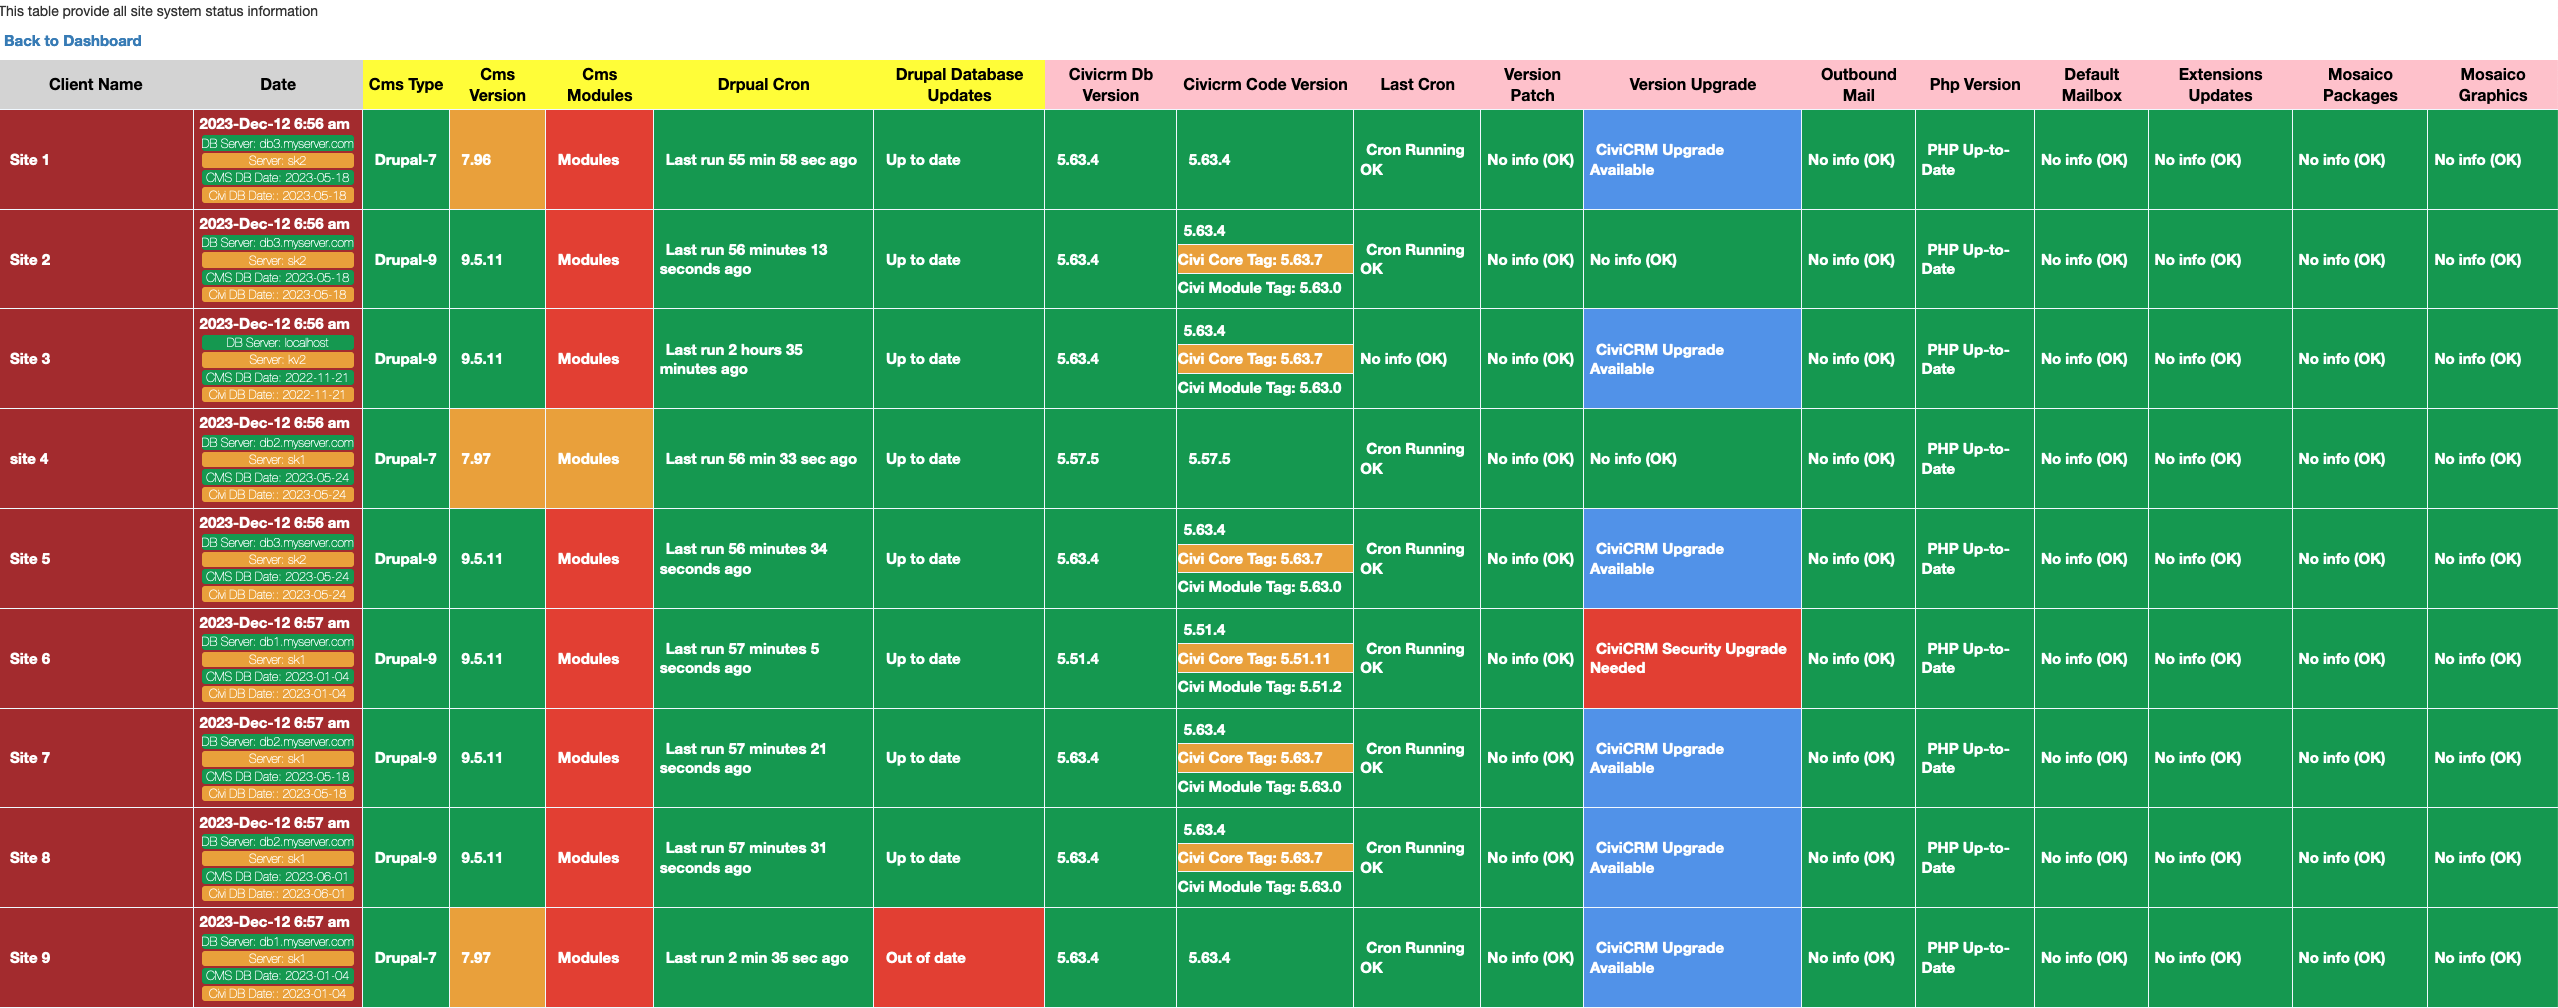 This table provide all site system status information
Back to Dashboard
Client Name Date Cms Type Cms Version Cms Modules Drpual Cron Drupal Database Updates Civicrm Db Version Civicrm Code Version Last Cron Version Patch Version Upgrade Outbound Mail Php Version Default Mailbox Extensions Updates Mosaico Packages Mosaico Graphics
Site 1
2023-Dec-12 6:56 am
DB Server: db3.myserver.com
Server: sk2
CMS DB Date: 2023-05-18
Civi DB Date:: 2023-05-18
Drupal-7 7.96 Modules Last run 55 min 58 sec ago Up to date 5.63.4 5.63.4 Cron Running OK No info (OK) CiviCRM Upgrade Available No info (OK) PHP Up-to-Date No info (OK) No info (OK) No info (OK) No info (OK)
Site 2
2023-Dec-12 6:56 am
DB Server: db3.myserver.com
Server: sk2
CMS DB Date: 2023-05-18
Civi DB Date:: 2023-05-18
Drupal-9 9.5.11 Modules Last run 56 minutes 13 seconds ago Up to date 5.63.4
5.63.4
Civi Core Tag: 5.63.7
Civi Module Tag: 5.63.0
Cron Running OK No info (OK) No info (OK) No info (OK) PHP Up-to-Date No info (OK) No info (OK) No info (OK) No info (OK)
Site 3
2023-Dec-12 6:56 am
DB Server: localhost
Server: kv2
CMS DB Date: 2022-11-21
Civi DB Date:: 2022-11-21
Drupal-9 9.5.11 Modules Last run 2 hours 35 minutes ago Up to date 5.63.4
5.63.4
Civi Core Tag: 5.63.7
Civi Module Tag: 5.63.0
No info (OK) No info (OK) CiviCRM Upgrade Available No info (OK) PHP Up-to-Date No info (OK) No info (OK) No info (OK) No info (OK)
site 4
2023-Dec-12 6:56 am
DB Server: db2.myserver.com
Server: sk1
CMS DB Date: 2023-05-24
Civi DB Date:: 2023-05-24
Drupal-7 7.97 Modules Last run 56 min 33 sec ago Up to date 5.57.5 5.57.5 Cron Running OK No info (OK) No info (OK) No info (OK) PHP Up-to-Date No info (OK) No info (OK) No info (OK) No info (OK)
Site 5
2023-Dec-12 6:56 am
DB Server: db3.myserver.com
Server: sk2
CMS DB Date: 2023-05-24
Civi DB Date:: 2023-05-24
Drupal-9 9.5.11 Modules Last run 56 minutes 34 seconds ago Up to date 5.63.4
5.63.4
Civi Core Tag: 5.63.7
Civi Module Tag: 5.63.0
Cron Running OK No info (OK) CiviCRM Upgrade Available No info (OK) PHP Up-to-Date No info (OK) No info (OK) No info (OK) No info (OK)
Site 6
2023-Dec-12 6:57 am
DB Server: db1.myserver.com
Server: sk1
CMS DB Date: 2023-01-04
Civi DB Date:: 2023-01-04
Drupal-9 9.5.11 Modules Last run 57 minutes 5 seconds ago Up to date 5.51.4
5.51.4
Civi Core Tag: 5.51.11
Civi Module Tag: 5.51.2
Cron Running OK No info (OK) CiviCRM Security Upgrade Needed No info (OK) PHP Up-to-Date No info (OK) No info (OK) No info (OK) No info (OK)
Site 7
2023-Dec-12 6:57 am
DB Server: db2.myserver.com
Server: sk1
CMS DB Date: 2023-05-18
Civi DB Date:: 2023-05-18
Drupal-9 9.5.11 Modules Last run 57 minutes 21 seconds ago Up to date 5.63.4
5.63.4
Civi Core Tag: 5.63.7
Civi Module Tag: 5.63.0
Cron Running OK No info (OK) CiviCRM Upgrade Available No info (OK) PHP Up-to-Date No info (OK) No info (OK) No info (OK) No info (OK)
Site 8
2023-Dec-12 6:57 am
DB Server: db2.myserver.com
Server: sk1
CMS DB Date: 2023-06-01
Civi DB Date:: 2023-06-01
Drupal-9 9.5.11 Modules Last run 57 minutes 31 seconds ago Up to date 5.63.4
5.63.4
Civi Core Tag: 5.63.7
Civi Module Tag: 5.63.0
Cron Running OK No info (OK) CiviCRM Upgrade Available No info (OK) PHP Up-to-Date No info (OK) No info (OK) No info (OK) No info (OK)
Site 9
2023-Dec-12 6:57 am
DB Server: db1.myserver.com
Server: sk1
CMS DB Date: 2023-01-04
Civi DB Date:: 2023-01-04
Drupal-7 7.97 Modules Last run 2 min 35 sec ago Out of date 5.63.4 5.63.4 Cron Running OK No info (OK) CiviCRM Upgrade Available No info (OK) PHP Up-to-Date No info (OK) No info (OK) No info (OK) No info (OK)